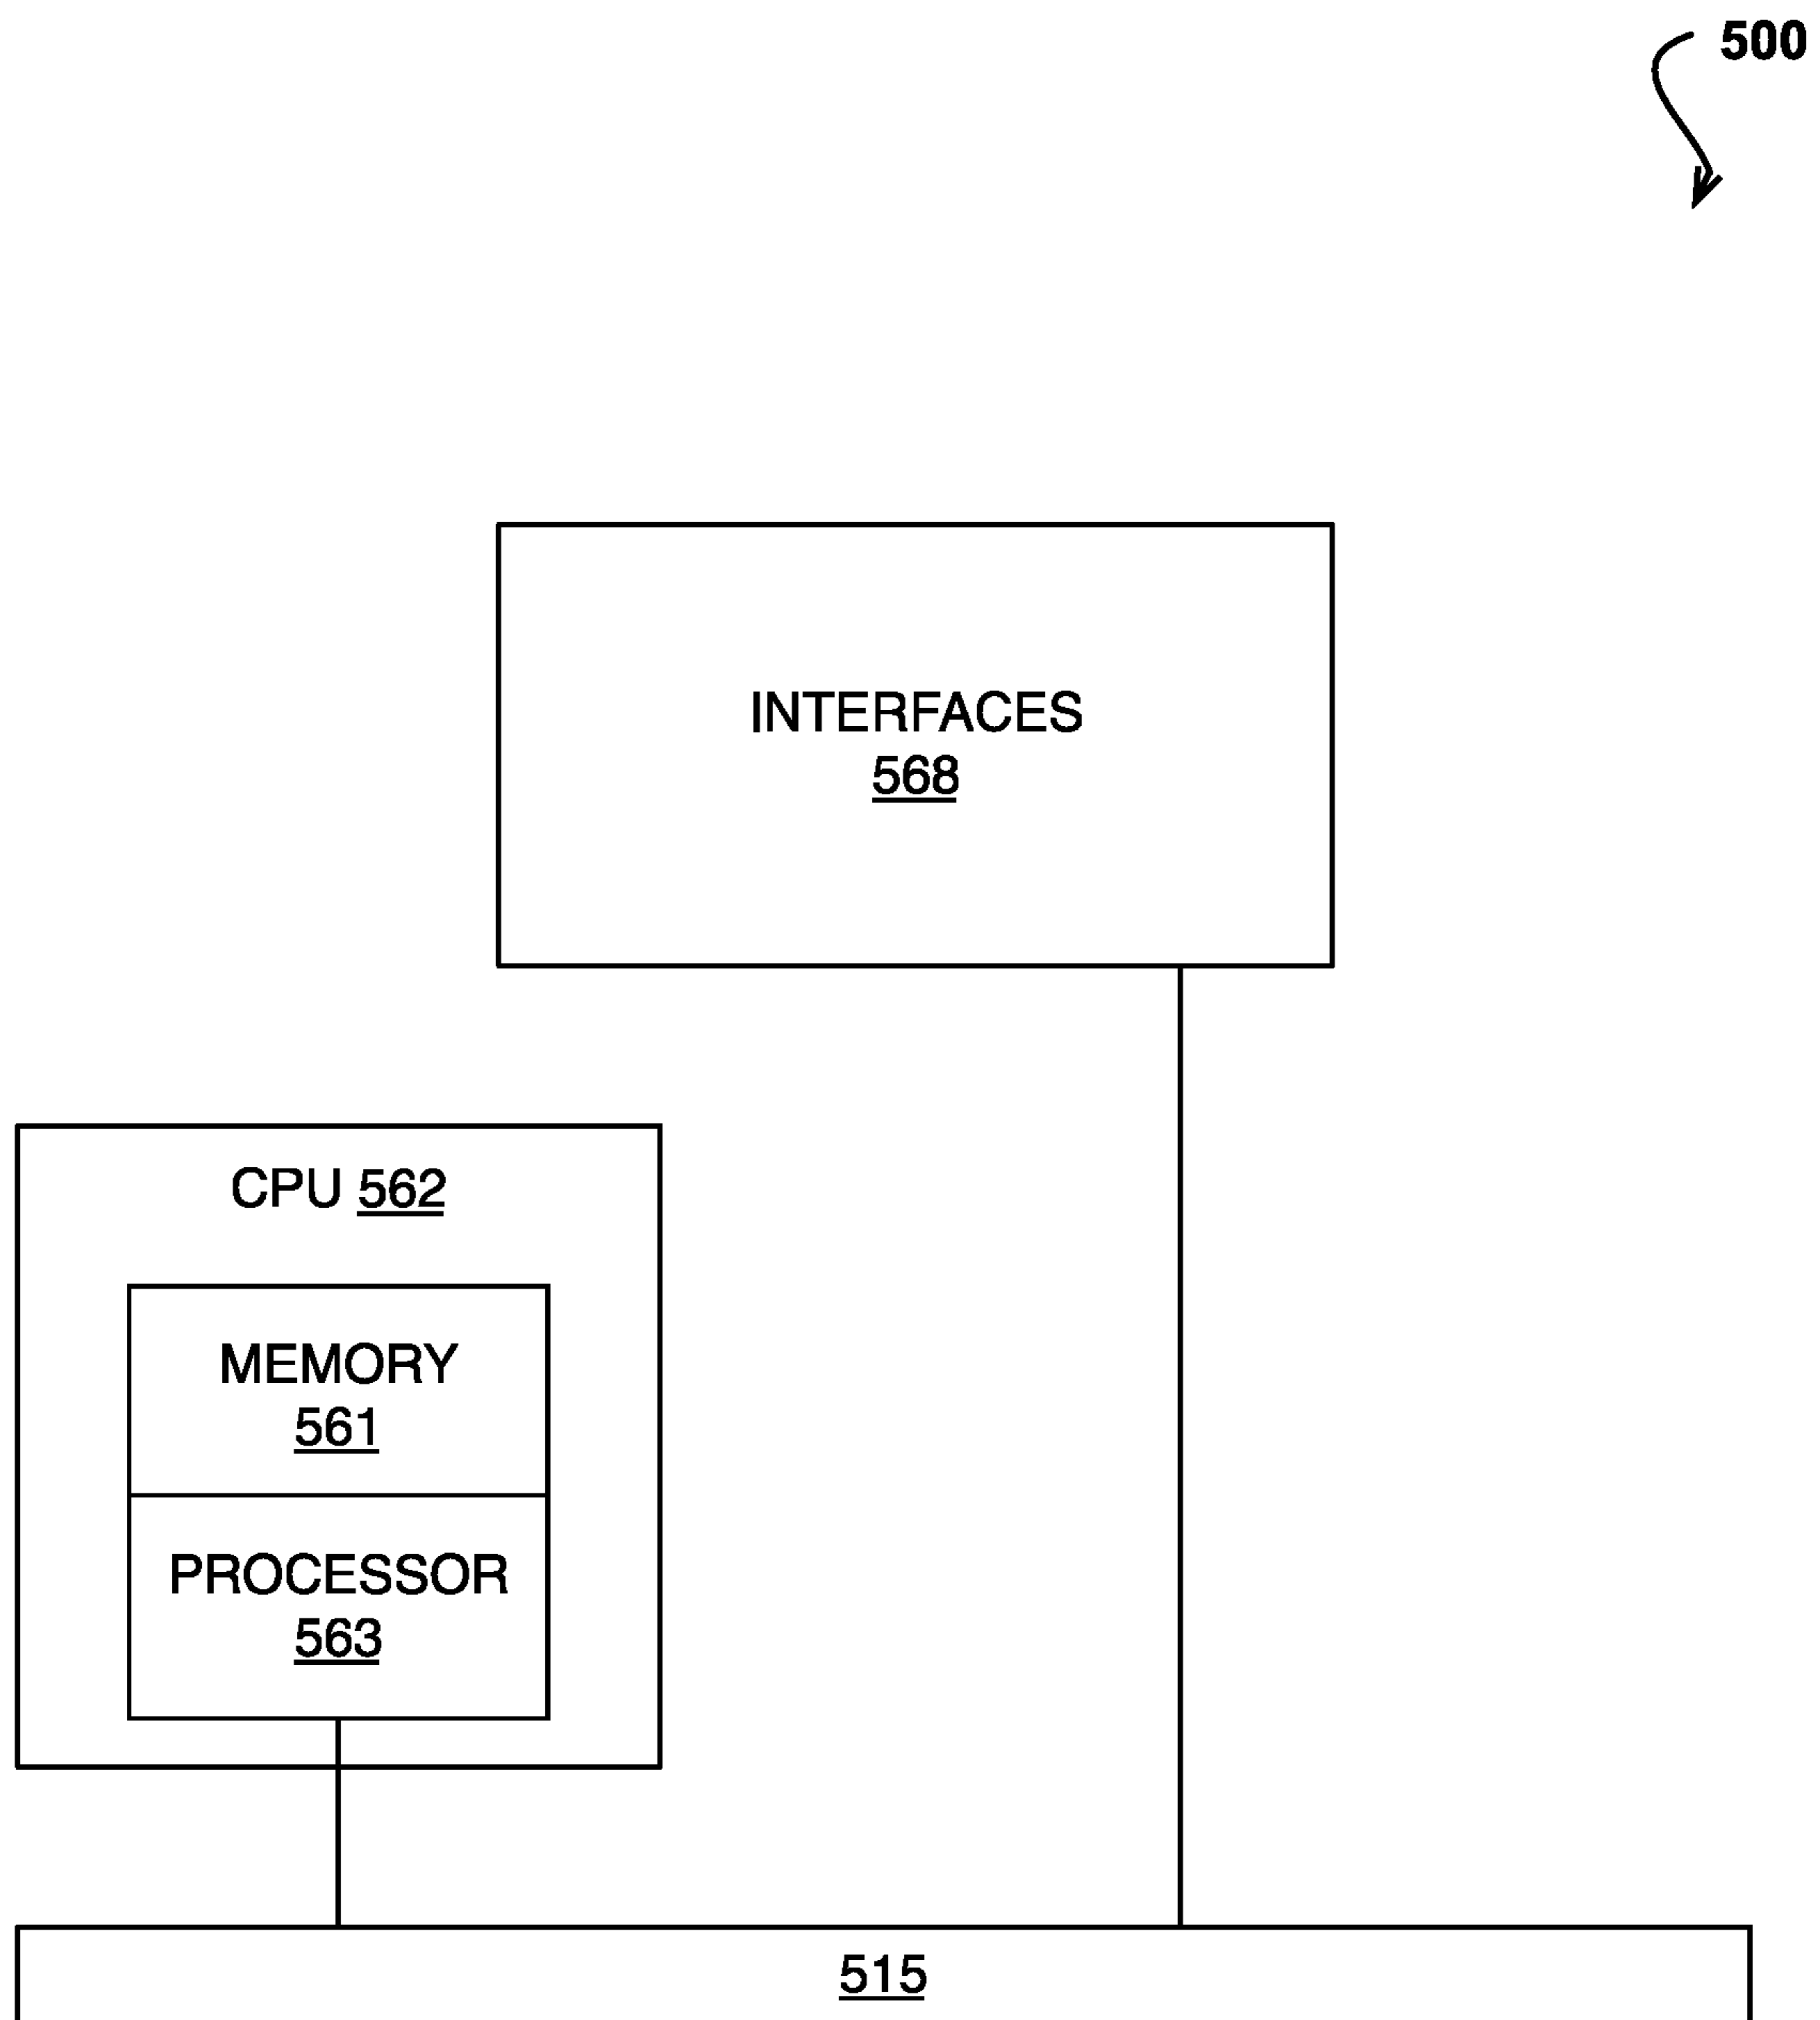 500
INTERFACES
568
CPU 562
MEMORY
561
PROCESSOR
563
515